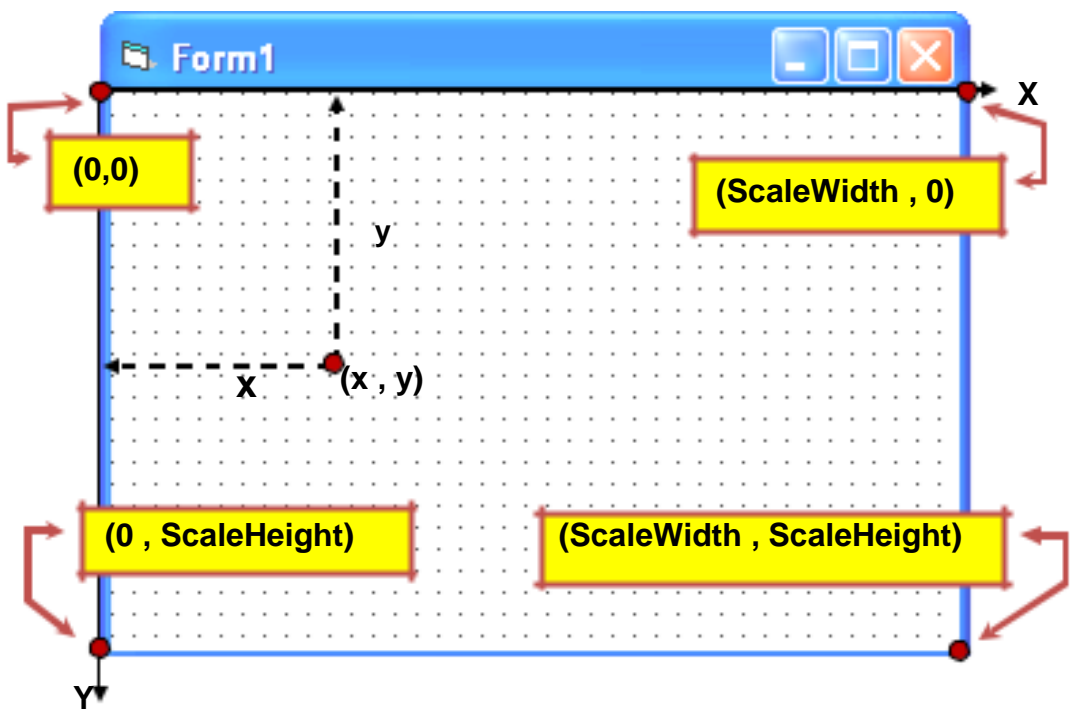 Form1
X
(0,0)
(ScaleWidth , 0)
y
x
(x , y)
(0 , ScaleHeight)
(ScaleWidth , ScaleHeight)
Y